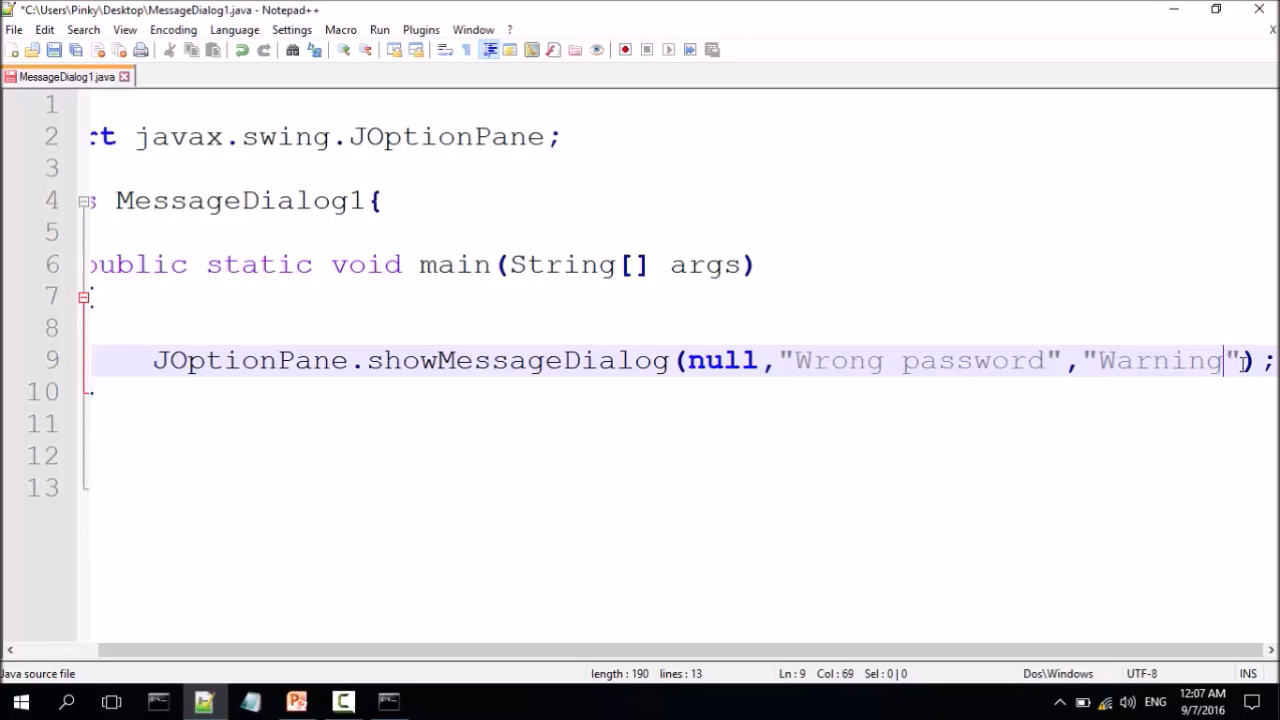 *C:\Users\Pinky\Desktop\MessageDialog1.java - Notepad++
File Edit Search View Encoding Language Settings Macro Run Plugins Window ? X
MessageDialog1.java
1
2 rt javax.swing.JOptionPane;
3
4 s MessageDialog1{
5
6 public static void main(String[] args)
7
8
9 JOptionPane.showMessageDialog(null,"Wrong password","Warning");
10
11
12
13
Java source file length : 190 lines : 13 Ln : 9 Col : 69 Sel : 0 | 0 Dos\Windows UTF-8 INS
ENG 12:07 AM
9/7/2016